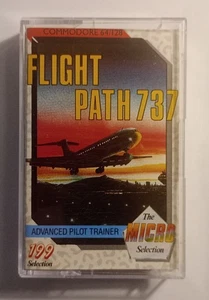 COMMODORE 64/128
FLIGHT
PATH 737
ADVANCED PILOT TRAINER
The
MICRO
Selection
199
Selection